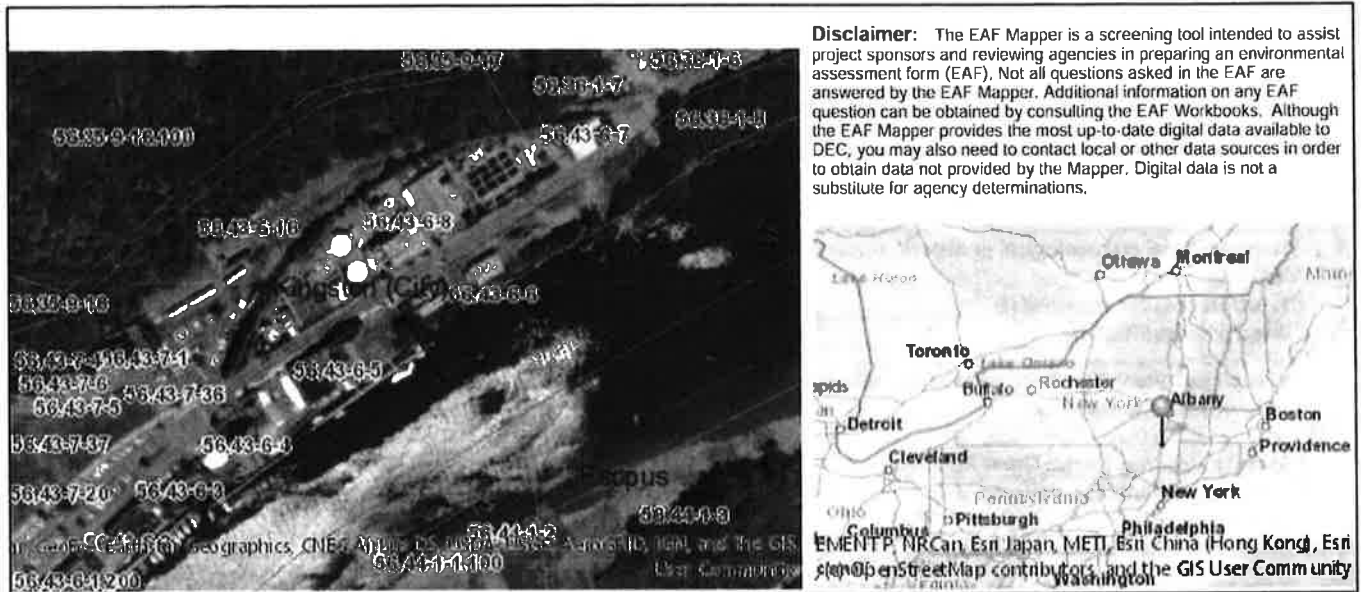 Disclaimer: The EAF Mapper is a screening tool intended to assist
project sponsors and reviewing agencies in preparing an environmental
assessment form (EAF). Not all questions asked in the EAF are
answered by the EAF Mapper. Additional information on any EAF
question can be obtained by consulting the EAF Workbooks. Although
the EAF Mapper provides the most up-to-date digital data available to
DEC, you may also need to contact local or other data sources in order
to obtain data not provided by the Mapper. Digital data is not a
substitute for agency determinations.
56.43-6-7
56.43-6-8
Kingston (City)
56.43-7-1
56.43-6-5
56.43-7-6
56.43-7-5
56.43-7-36
56.43-7-37
56.43-6-4
56.43-7-20
56.43-6-3
Esopus
56.44-1-3
56.44-1-2
56.44-1-1.100
56.43-6-1.200
User Community
Ottawa
Montreal
Lake Huron
Toronto
Lake Ontario
Buffalo
Rochester
New York
Albany
Detroit
Boston
Providence
Cleveland
Pennsylvania
New York
Ohio
Columbus
Pittsburgh
Philadelphia
EMENT P, NRCan, Esri Japan, METI, Esri China (Hong Kong), Esri
OpenStreetMap contributors, and the GIS User Community
Washington